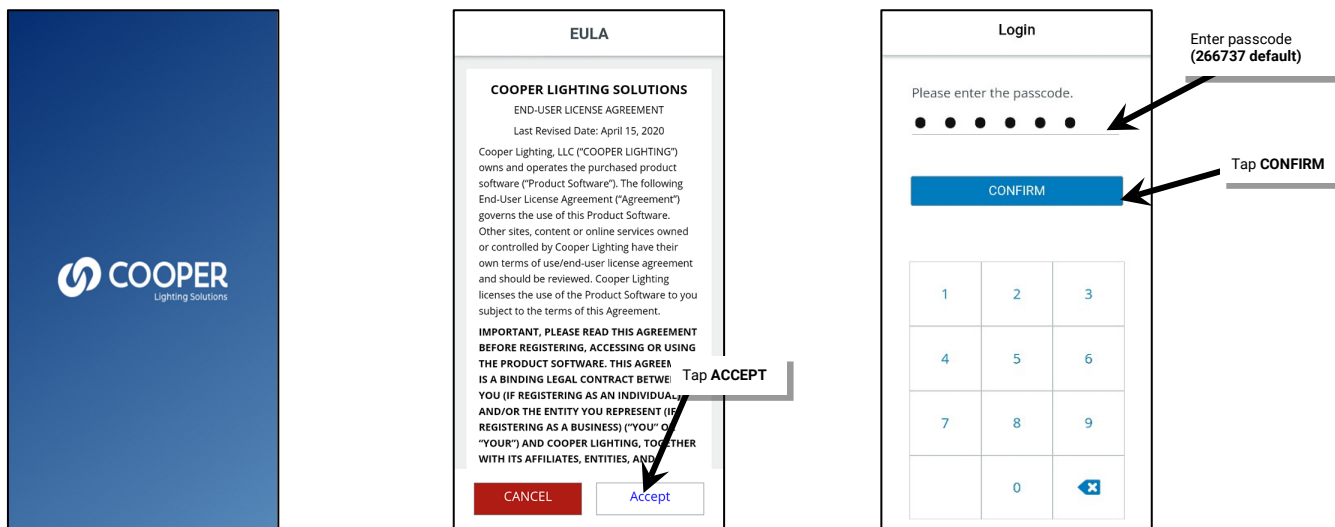 COOPER
Lighting Solutions
EULA
COOPER LIGHTING SOLUTIONS
END-USER LICENSE AGREEMENT
Last Revised Date: April 15, 2020
Cooper Lighting, LLC (“COOPER LIGHTING”)
owns and operates the purchased product
software (“Product Software”). The following
End-User License Agreement (“Agreement”)
governs the use of this Product Software.
Other sites, content or online services owned
or controlled by Cooper Lighting have their
own terms of use/end-user license agreement
and should be reviewed. Cooper Lighting
licenses the use of the Product Software to you
subject to the terms of this Agreement.
IMPORTANT, PLEASE READ THIS AGREEMENT
BEFORE REGISTERING, ACCESSING OR USING
THE PRODUCT SOFTWARE. THIS
IS A BINDING LEGAL CONTRACT
YOU (IF REGISTERING AS AN INDIVIDUAL)
AND/OR THE ENTITY YOU REPRESENT (IF
REGISTERING AS A BUSINESS) (“YOU”
“YOUR”) AND COOPER LIGHTING, TOGETHER
WITH ITS AFFILIATES, ENTITIES, AND
Tap ACCEPT
CANCEL
Accept
Login
Please enter the passcode.
CONFIRM
1 2 3
4 5 6
7 8 9
0
Enter passcode
(266737 default)
Tap CONFIRM